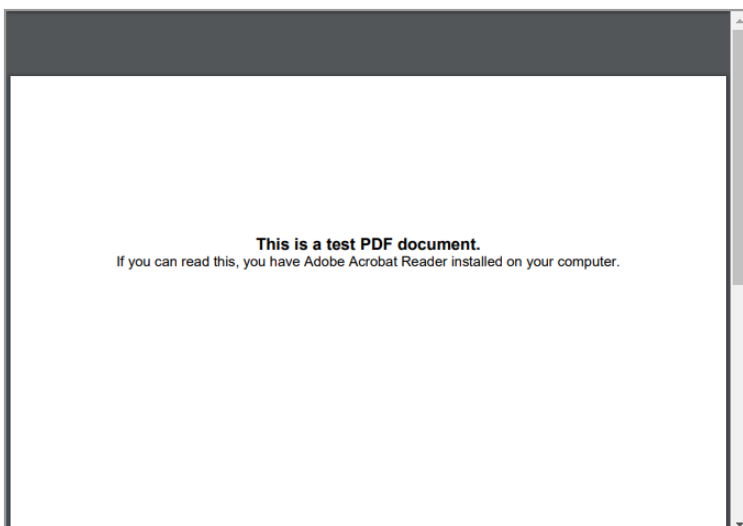 This is a test PDF document.
If you can read this, you have Adobe Acrobat Reader installed on your computer.